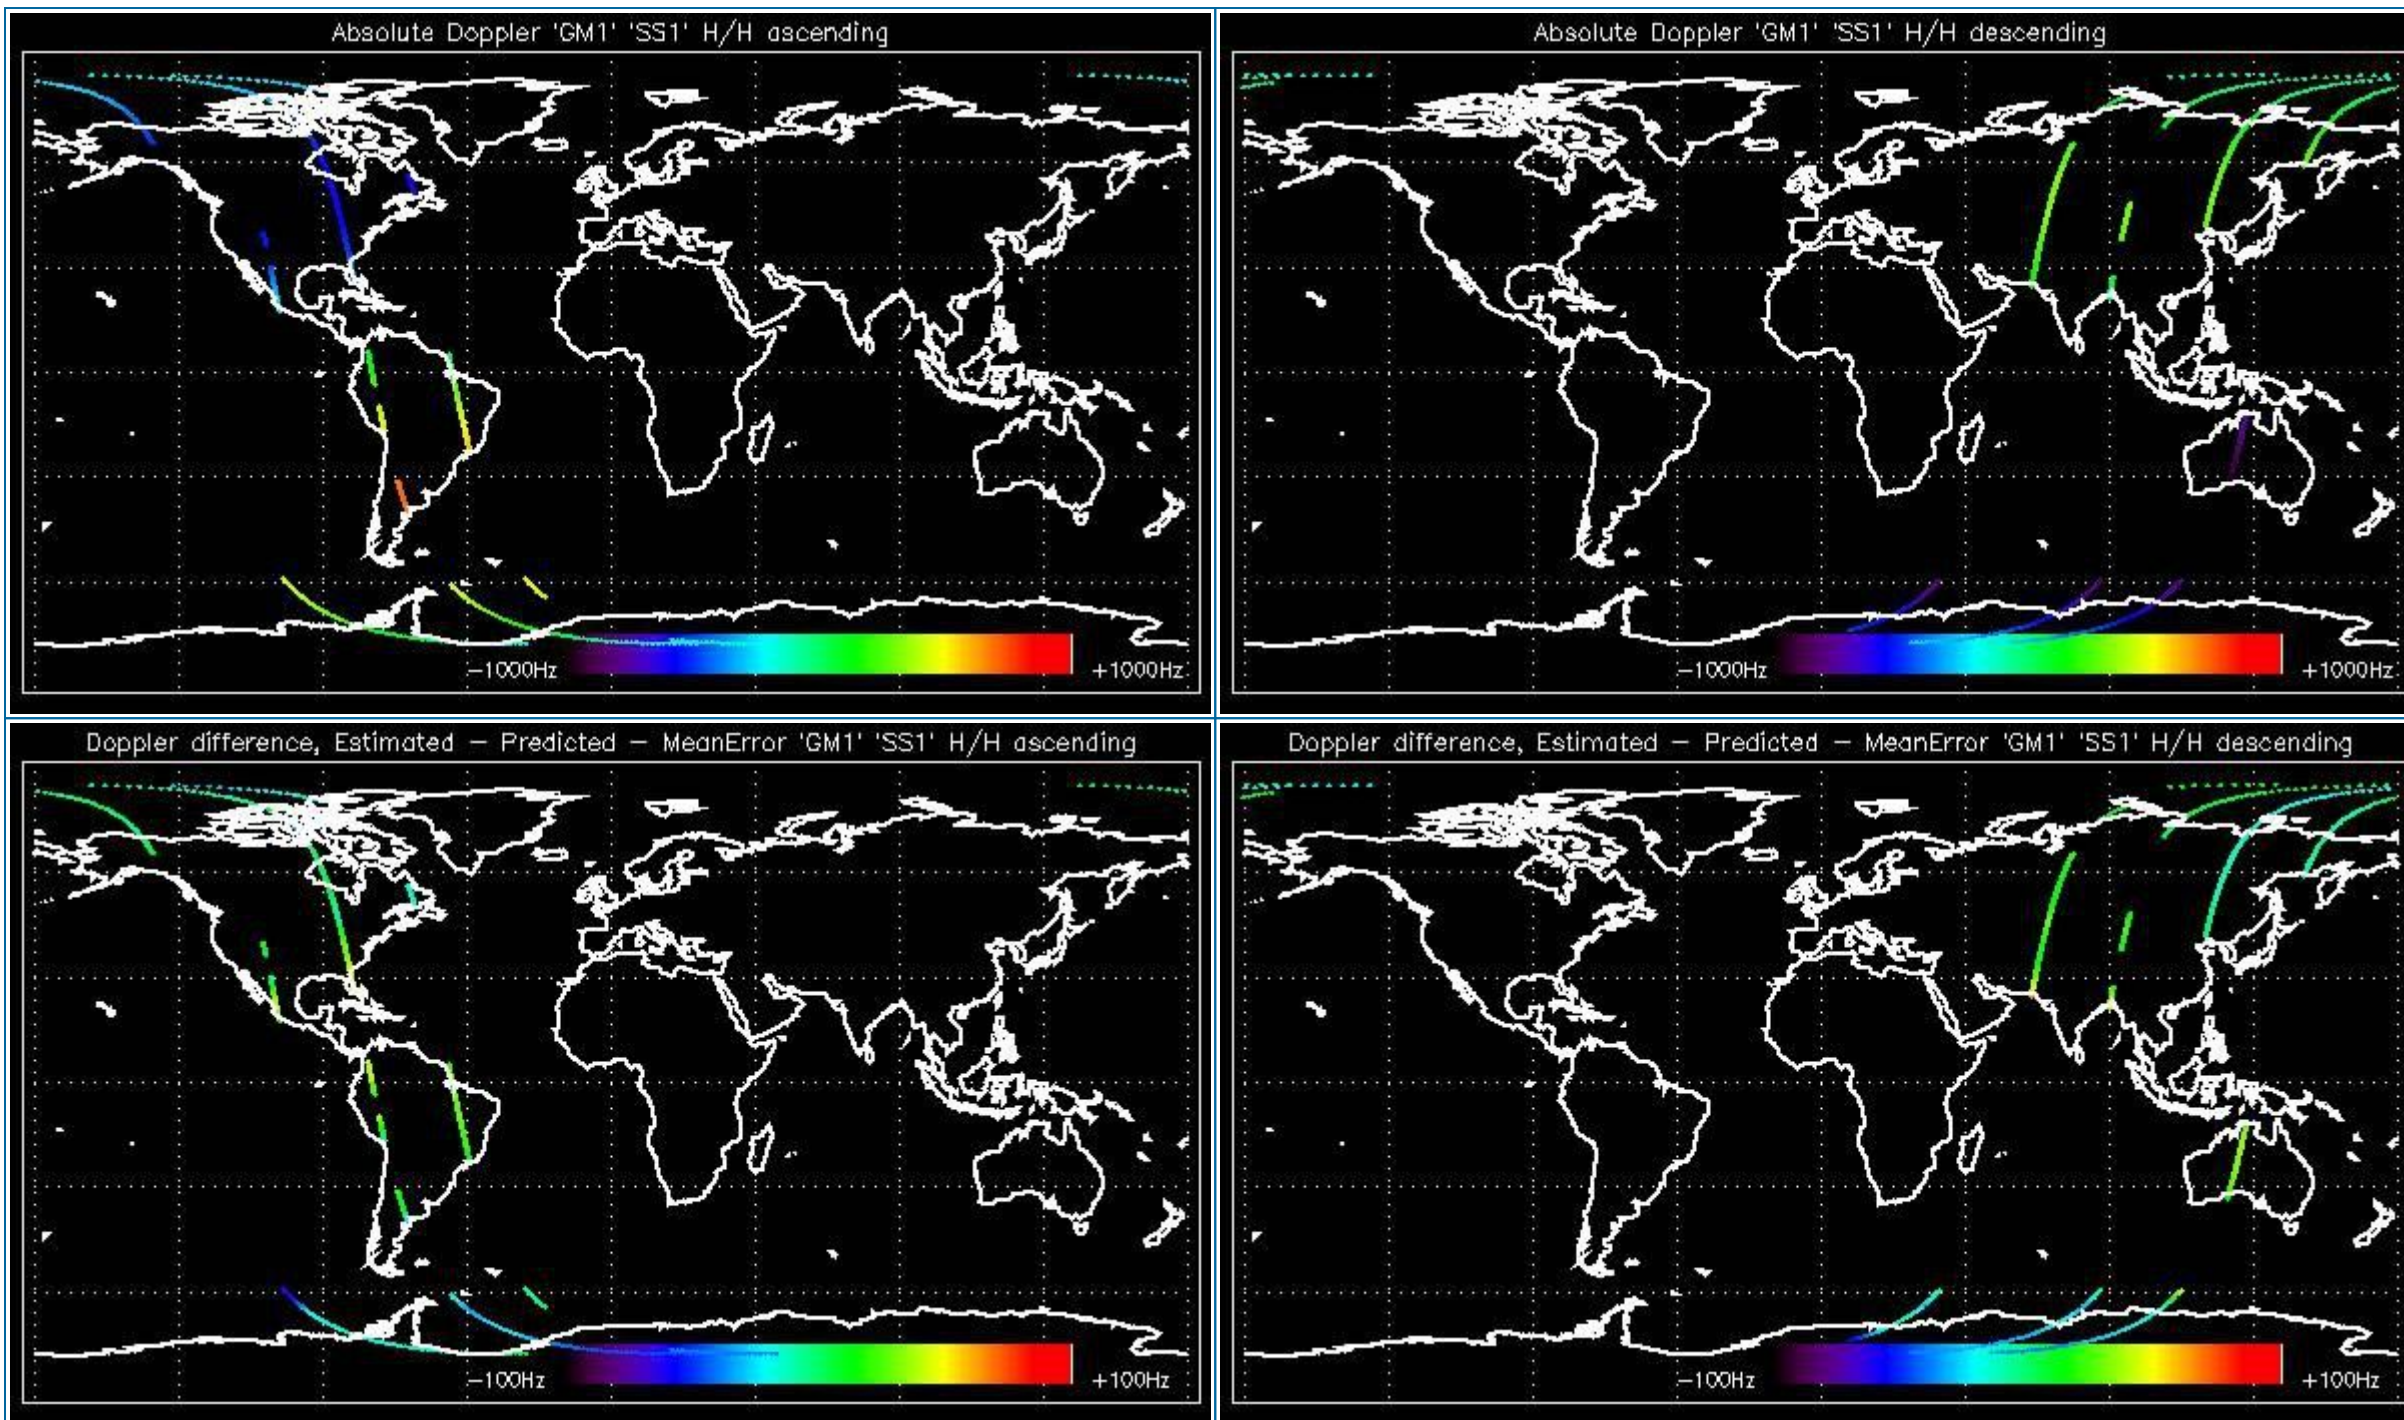 Absolute Doppler 'GM1' 'SS1' H/H ascending
−1000Hz
+1000Hz
Absolute Doppler 'GM1' 'SS1' H/H descending
−1000Hz
+1000Hz
Doppler difference, Estimated − Predicted − MeanError 'GM1' 'SS1' H/H ascending
−100Hz
+100Hz
Doppler difference, Estimated − Predicted − MeanError 'GM1' 'SS1' H/H descending
−100Hz
+100Hz